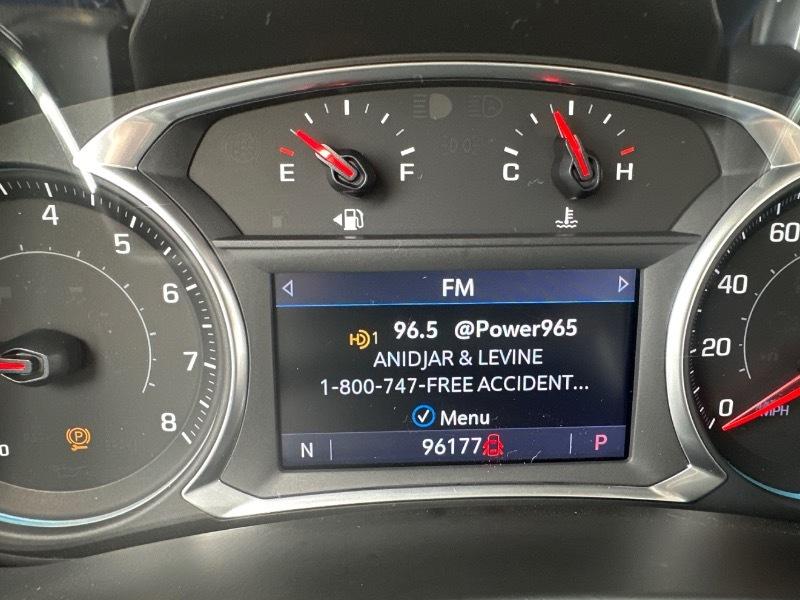 E F
C H
4
5
6
7
8
0
FM
HD1 96.5 @Power965
ANIDJAR & LEVINE
1-800-747-FREE ACCIDENT...
Menu
N 96177 P
P
60
40
20
0
MPH